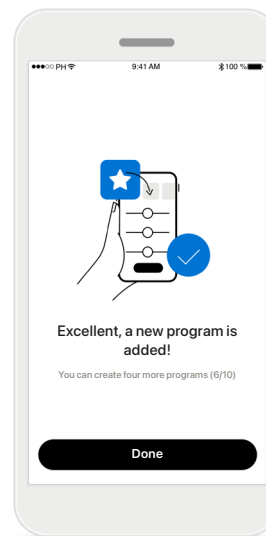 PH 9:41 AM 100 %
Excellent, a new program is
added!
You can create four more programs (6/10)
Done